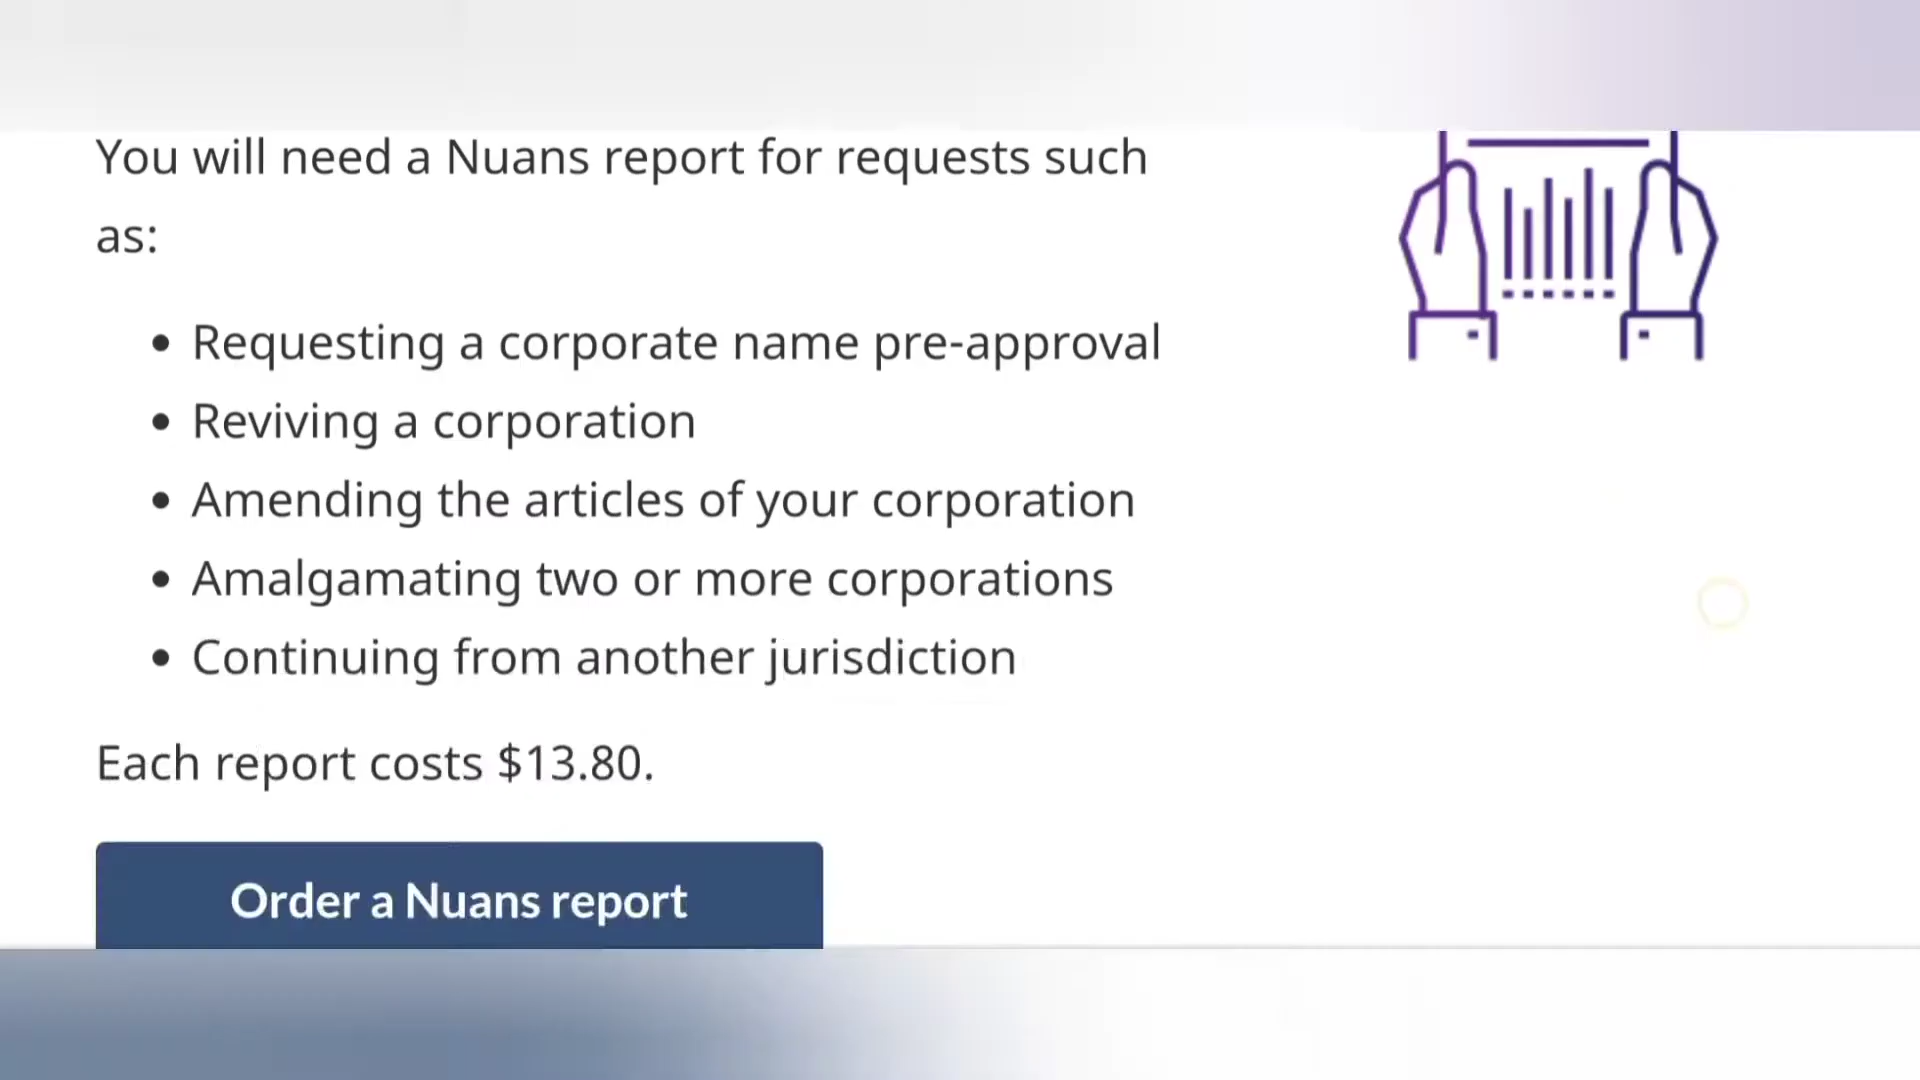 You will need a Nuans report for requests such
as:
Requesting a corporate name pre-approval
Reviving a corporation
Amending the articles of your corporation
Amalgamating two or more corporations
Continuing from another jurisdiction
Each report costs $13.80.
Order a Nuans report